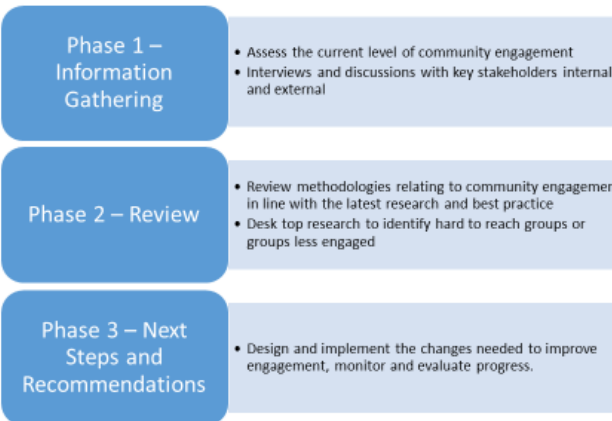 Phase 1 –
Information
Gathering
• Assess the current level of community engagement
• Interviews and discussions with key stakeholders internal
and external
Phase 2 – Review
• Review methodologies relating to community engagemen
in line with the latest research and best practice
• Desk top research to identify hard to reach groups or
groups less engaged
Phase 3 – Next
Steps and
Recommendations
• Design and implement the changes needed to improve
engagement, monitor and evaluate progress.